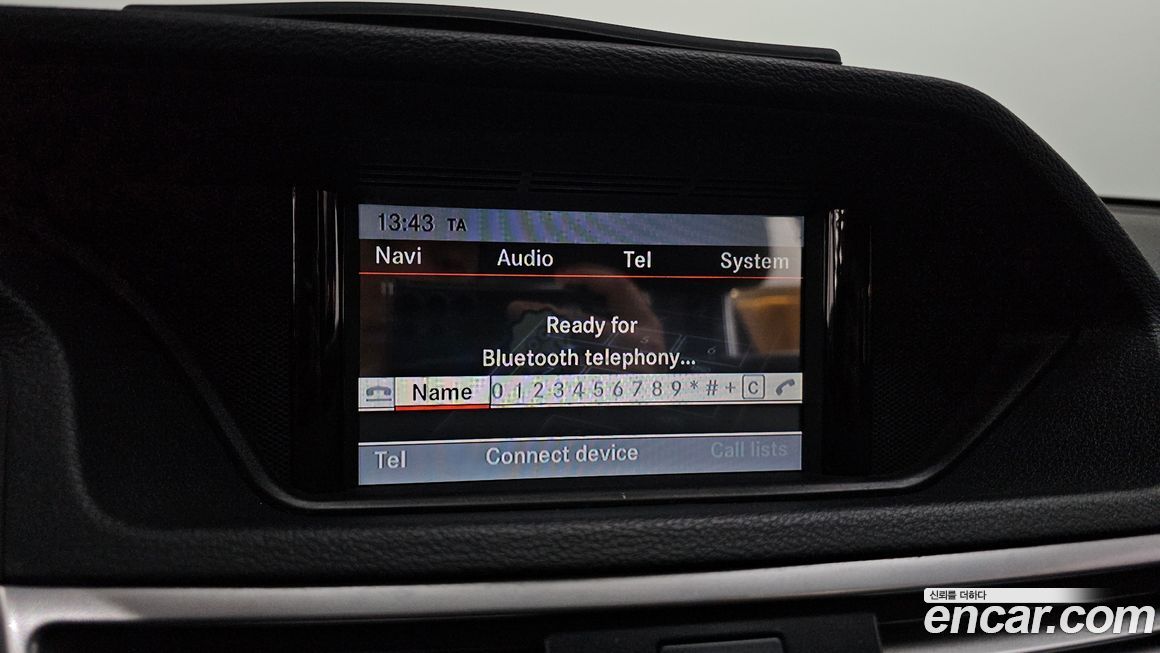 13:43 TA
Navi Audio Tel System
Ready for
Bluetooth telephony...
Name 0 1 2 3 4 5 6 7 8 9 * # + C
Tel Connect device Call lists
신뢰를 더하다
encar.com